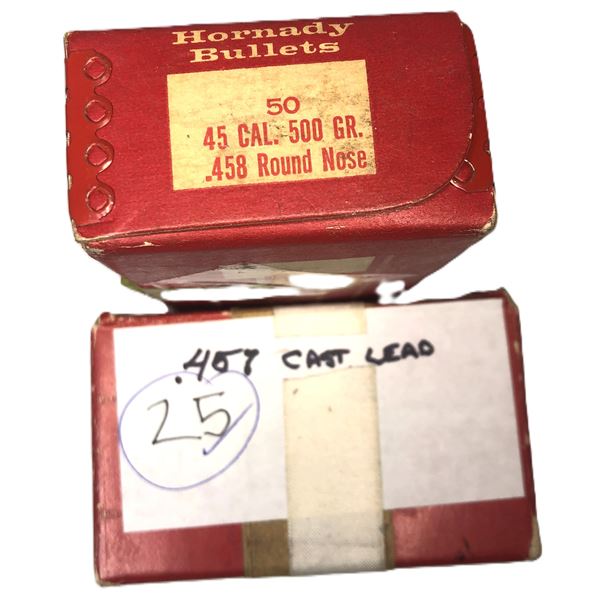 Hornady
Bullets
50
45 CAL. 500 GR.
.458 Round Nose
.457 CAST LEAD
25